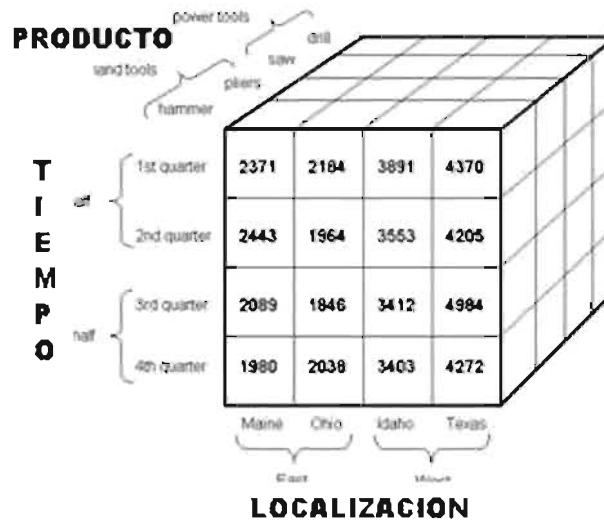 power tools
PRODUCTO
drill
sand tools
saw
pliers
hammer
TIEMPO
1st quarter 2371 2184 3891 4370
2nd quarter 2443 1964 3553 4205
half
3rd quarter 2089 1846 3412 4984
4th quarter 1980 2038 3403 4272
Maine Ohio Idaho Texas
East
LOCALIZACION